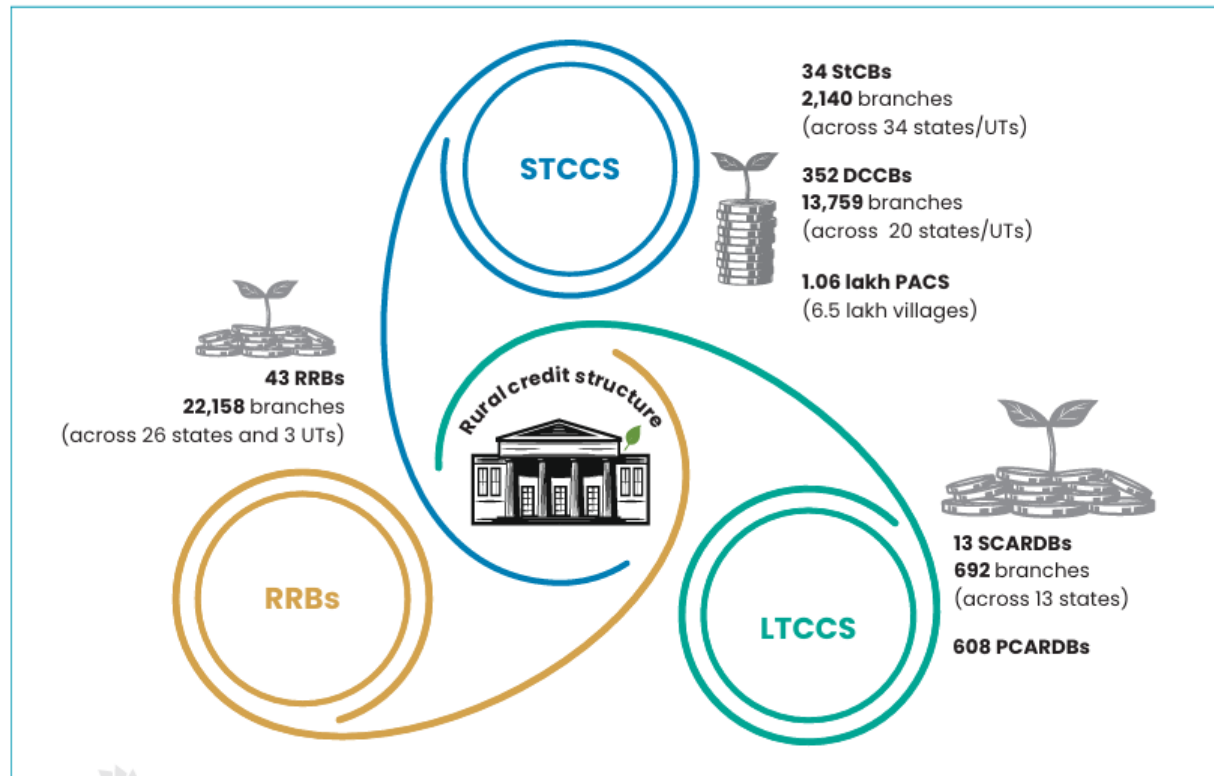 STCCS
34 StCBs
2,140 branches
(across 34 states/UTs)
352 DCCBs
13,759 branches
(across 20 states/UTs)
1.06 lakh PACS
(6.5 lakh villages)
43 RRBs
22,158 branches
(across 26 states and 3 UTs)
Rural credit structure
RRBs
LTCCS
13 SCARDBs
692 branches
(across 13 states)
608 PCARDBs